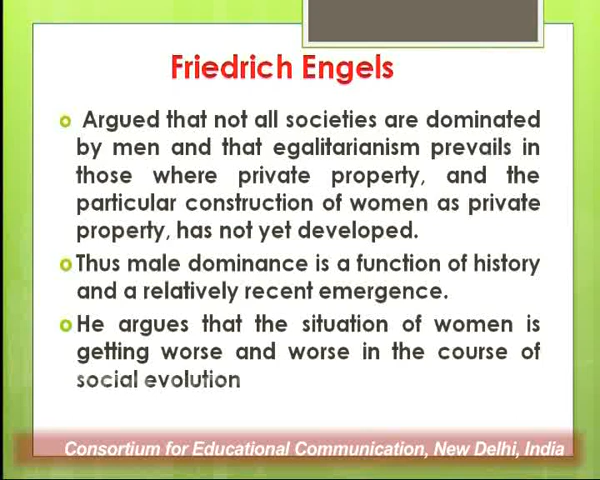 Friedrich Engels
Argued that not all societies are dominated
by men and that egalitarianism prevails in
those where private property, and the
particular construction of women as private
property, has not yet developed.
Thus male dominance is a function of history
and a relatively recent emergence.
He argues that the situation of women is
getting worse and worse in the course of
social evolution
Consortium for Educational Communication, New Delhi, India